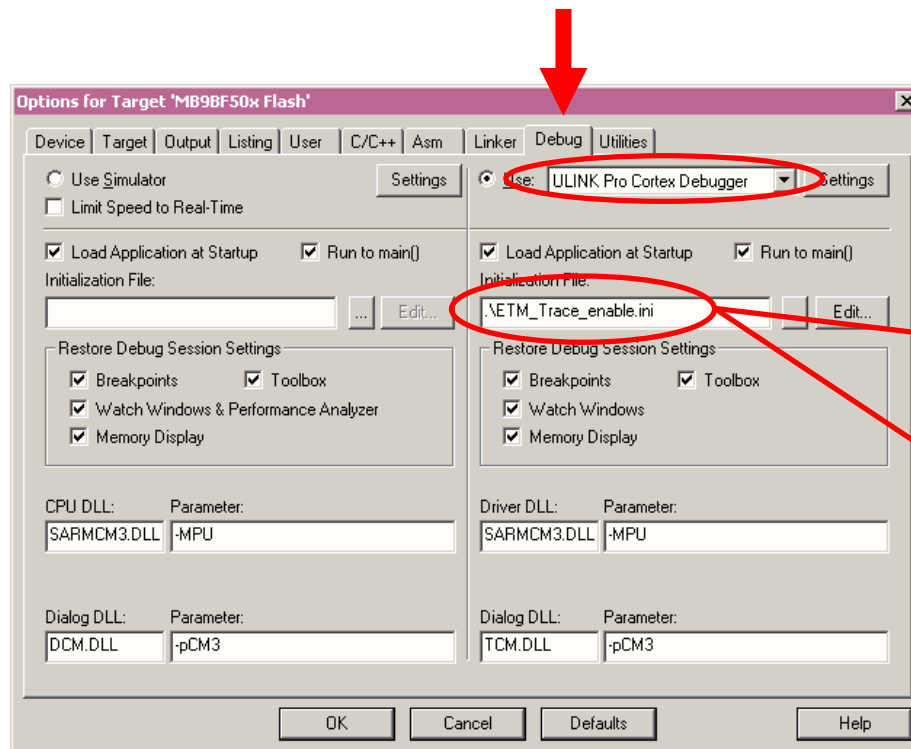 Options for Target 'MB9BF50x Flash'
Device Target Output Listing User C/C++ Asm Linker Debug Utilities
Use Simulator Settings
Limit Speed to Real-Time
Use: ULINK Pro Cortex Debugger Settings
Load Application at Startup Run to main()
Initialization File:
... Edit...
Load Application at Startup Run to main()
Initialization File:
.\ETM_Trace_enable.ini Edit...
Restore Debug Session Settings
Breakpoints Toolbox
Watch Windows & Performance Analyzer
Memory Display
Restore Debug Session Settings
Breakpoints Toolbox
Watch Windows
Memory Display
CPU DLL: Parameter:
SARMCM3.DLL -MPU
Driver DLL: Parameter:
SARMCM3.DLL -MPU
Dialog DLL: Parameter:
DCM.DLL -pCM3
Dialog DLL: Parameter:
TCM.DLL -pCM3
OK Cancel Defaults Help